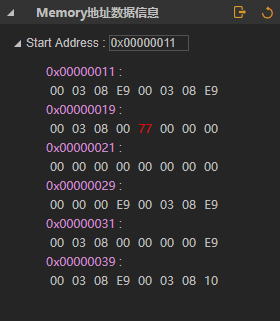 Memory地址数据信息
Start Address : 0x00000011
0x00000011 :
00 03 08 E9 00 03 08 E9
0x00000019 :
00 03 08 00 77 00 00 00
0x00000021 :
00 00 00 00 00 00 00 00
0x00000029 :
00 00 00 E9 00 03 08 E9
0x00000031 :
00 03 08 00 00 00 00 E9
0x00000039 :
00 03 08 E9 00 03 08 10